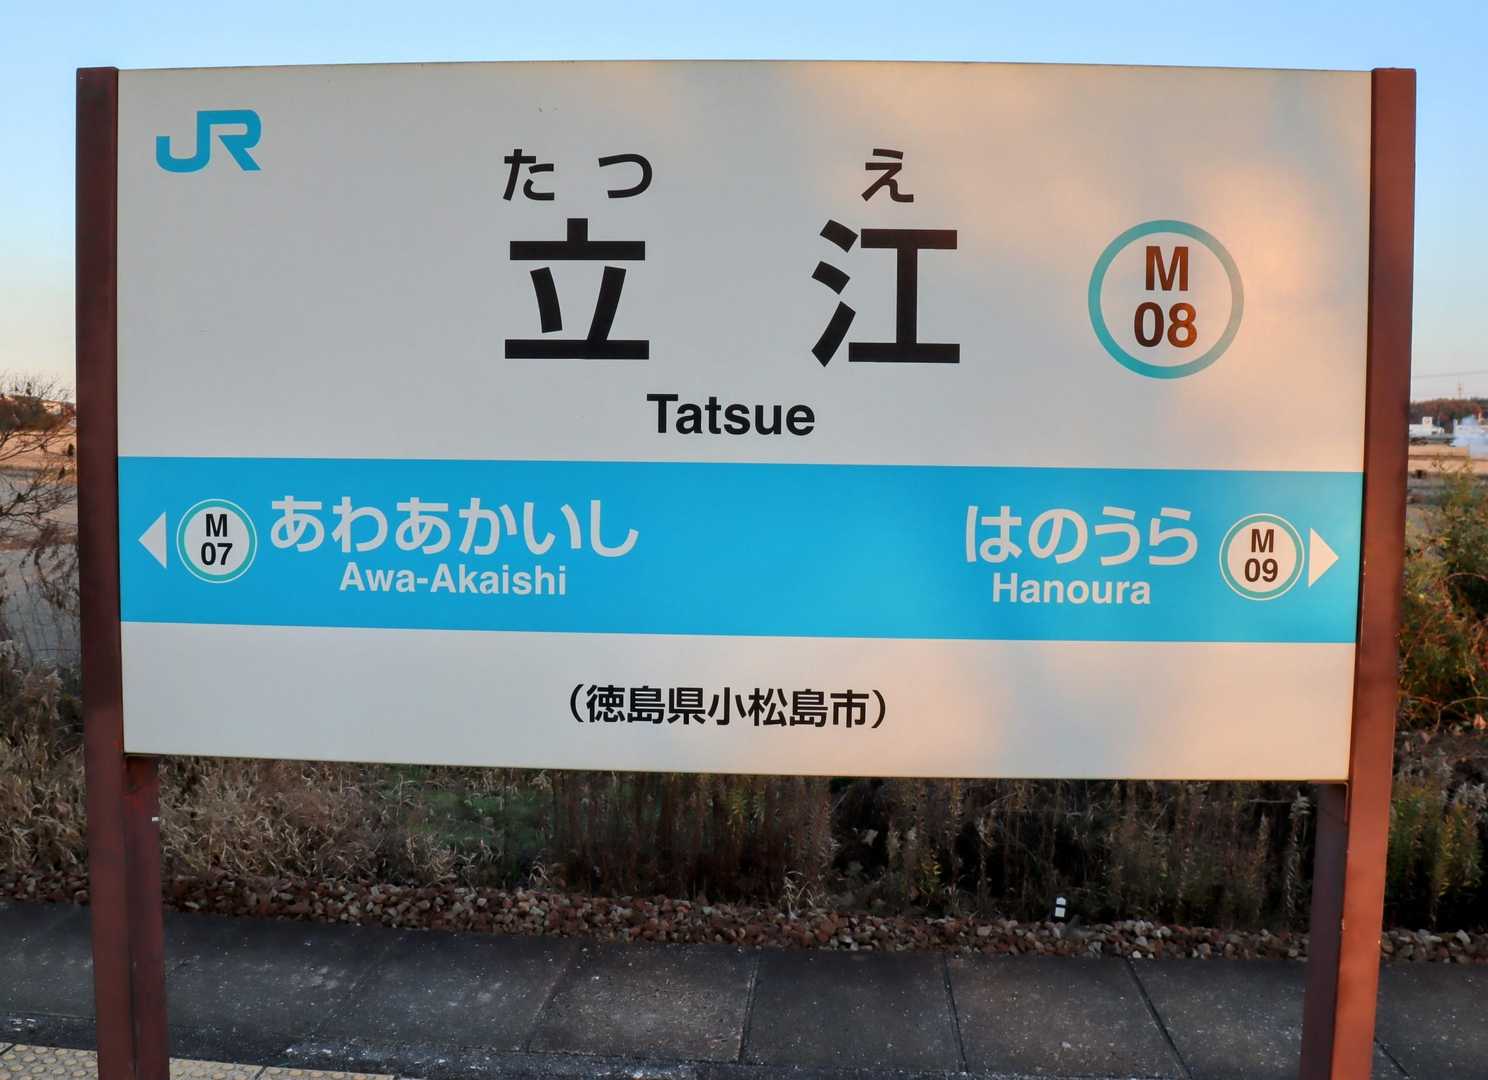 JR
たつ え
立江
Tatsue
M
08
M
07
あわあかいし
Awa-Akaishi
はのうら
Hanoura
M
09
（徳島県小松島市）